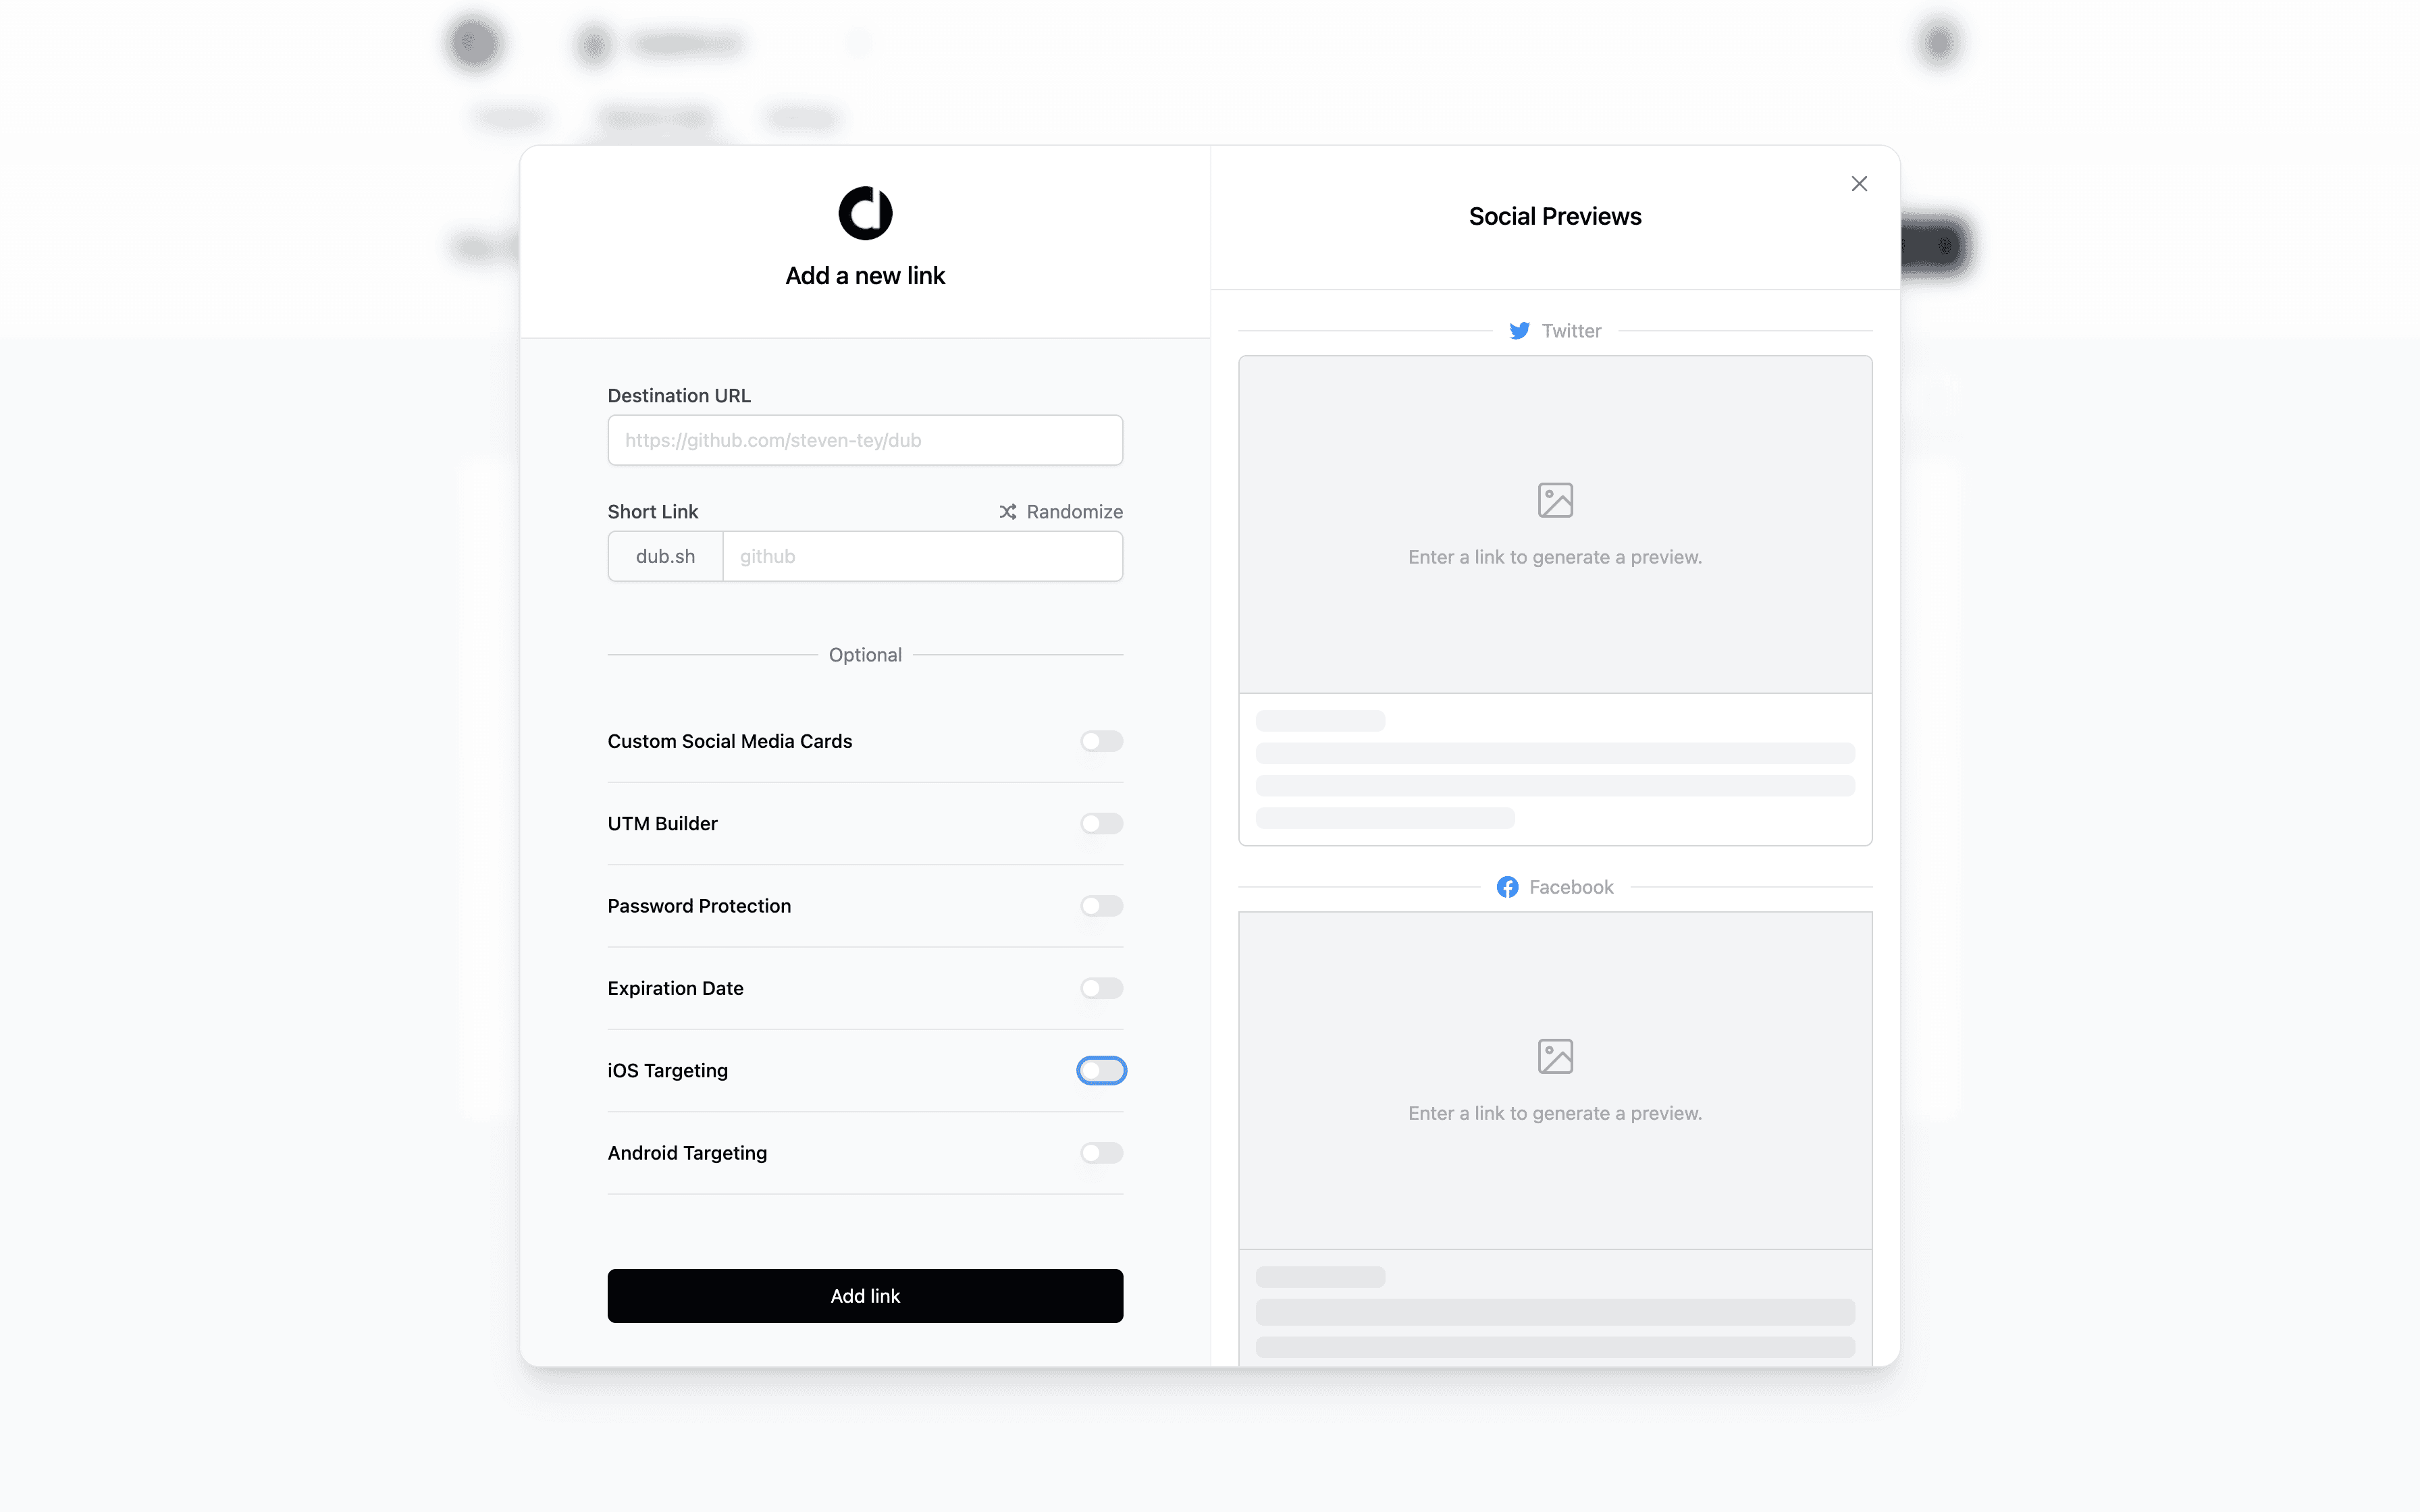 Add a new link
Destination URL
https://github.com/steven-tey/dub
Short Link
Randomize
dub.sh
github
Optional
Custom Social Media Cards
UTM Builder
Password Protection
Expiration Date
iOS Targeting
Android Targeting
Add link
Social Previews
Twitter
Enter a link to generate a preview.
Facebook
Enter a link to generate a preview.